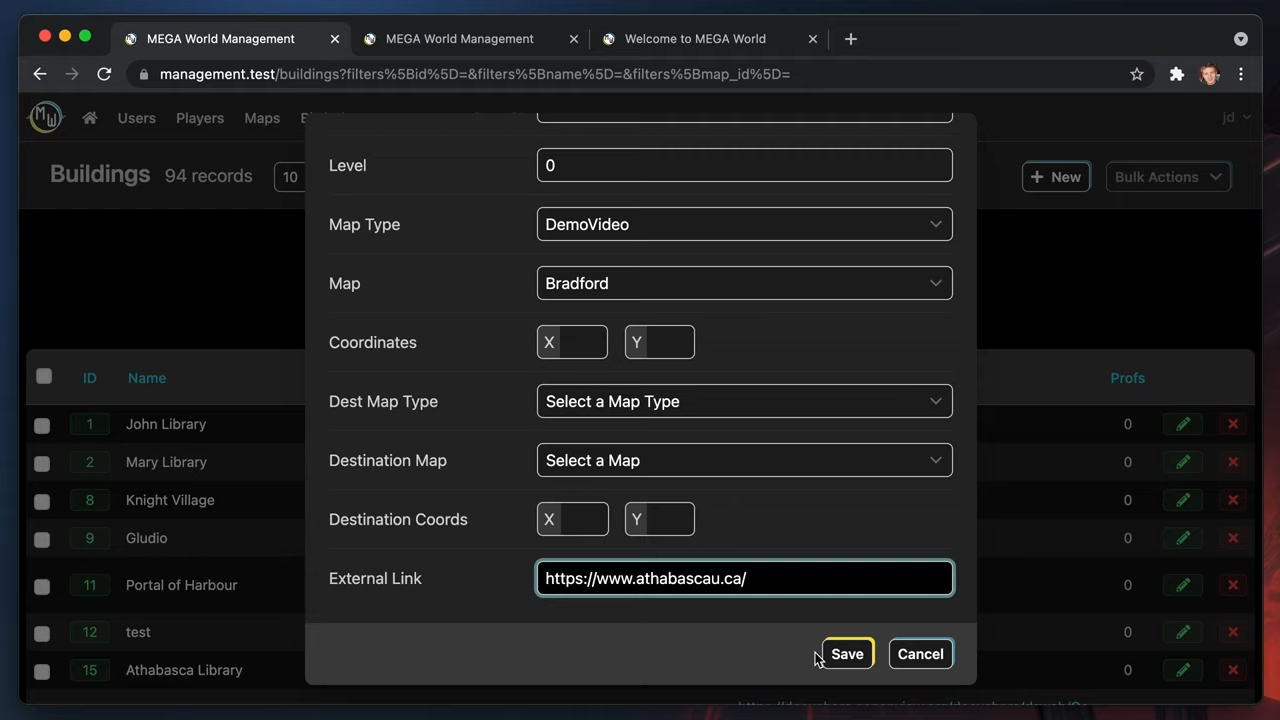 MEGA World Management
MEGA World Management
Welcome to MEGA World
management.test/buildings?filters%5Bid%5D=&filters%5Bname%5D=&filters%5Bmap_id%5D=
MW
Users
Players
Maps
jd
Buildings
94 records
10
New
Bulk Actions
Level
0
Map Type
DemoVideo
Map
Bradford
Coordinates
X
Y
Dest Map Type
Select a Map Type
Destination Map
Select a Map
Destination Coords
X
Y
External Link
https://www.athabascau.ca/
Save
Cancel
ID
Name
Profs
1
John Library
0
2
Mary Library
0
8
Knight Village
0
9
Gludio
0
11
Portal of Harbour
0
12
test
0
15
Athabasca Library
0